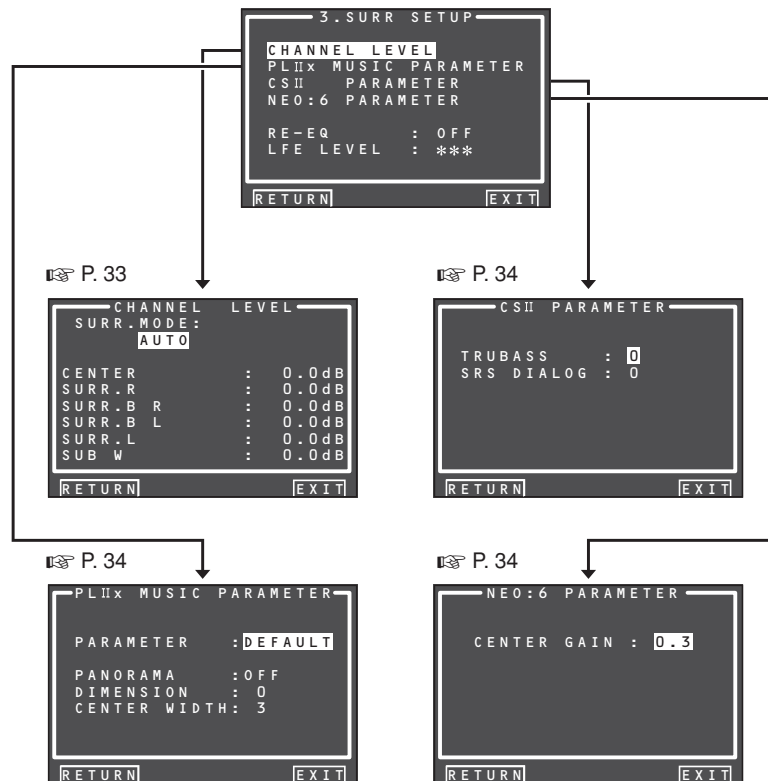 3.SURR SETUP
CHANNEL LEVEL
PLIIx MUSIC PARAMETER
CSII PARAMETER
NEO:6 PARAMETER
RE-EQ : OFF
LFE LEVEL : ***
RETURN EXIT
☞ P. 33
CHANNEL LEVEL
SURR.MODE:
AUTO
CENTER : 0.0dB
SURR.R : 0.0dB
SURR.B R : 0.0dB
SURR.B L : 0.0dB
SURR.L : 0.0dB
SUB W : 0.0dB
RETURN EXIT
☞ P. 34
CSII PARAMETER
TRUBASS : 0
SRS DIALOG : 0
RETURN EXIT
☞ P. 34
PLIIx MUSIC PARAMETER
PARAMETER :DEFAULT
PANORAMA :OFF
DIMENSION : 0
CENTER WIDTH: 3
RETURN EXIT
☞ P. 34
NEO:6 PARAMETER
CENTER GAIN : 0.3
RETURN EXIT